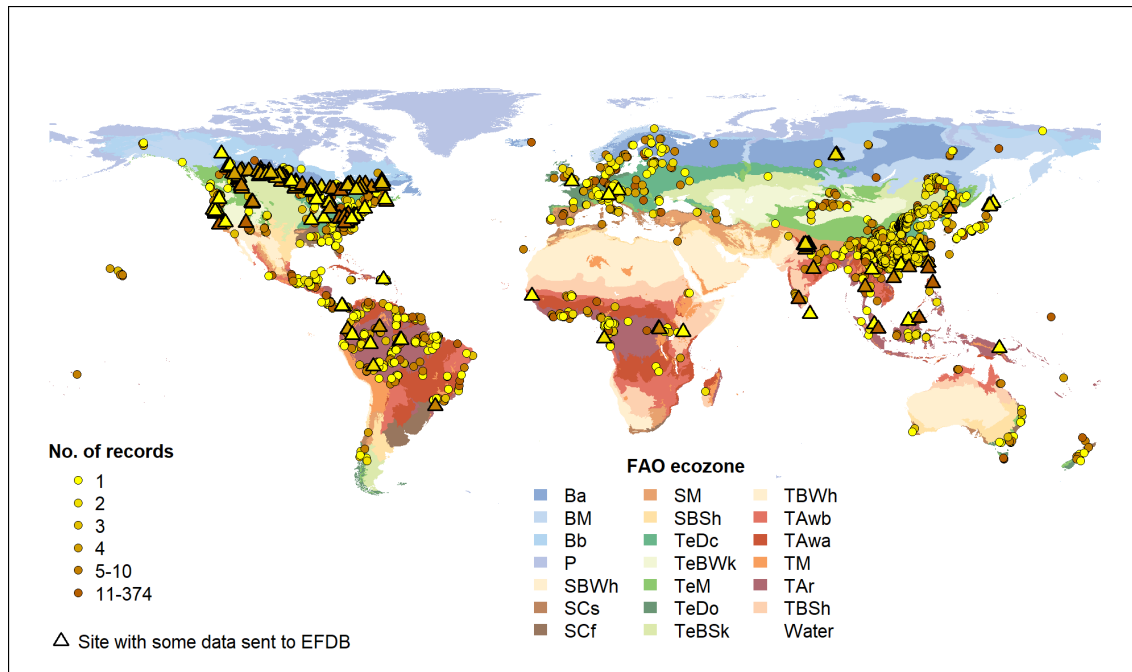 No. of records
1
2
3
4
5-10
11-374
Site with some data sent to EFDB
FAO ecozone
Ba
BM
Bb
P
SBWh
SCs
SCf
SM
SBSh
TeDc
TeBWk
TeM
TeDo
TeBSk
TBWh
TAwb
TAwa
TM
TAr
TBSh
Water